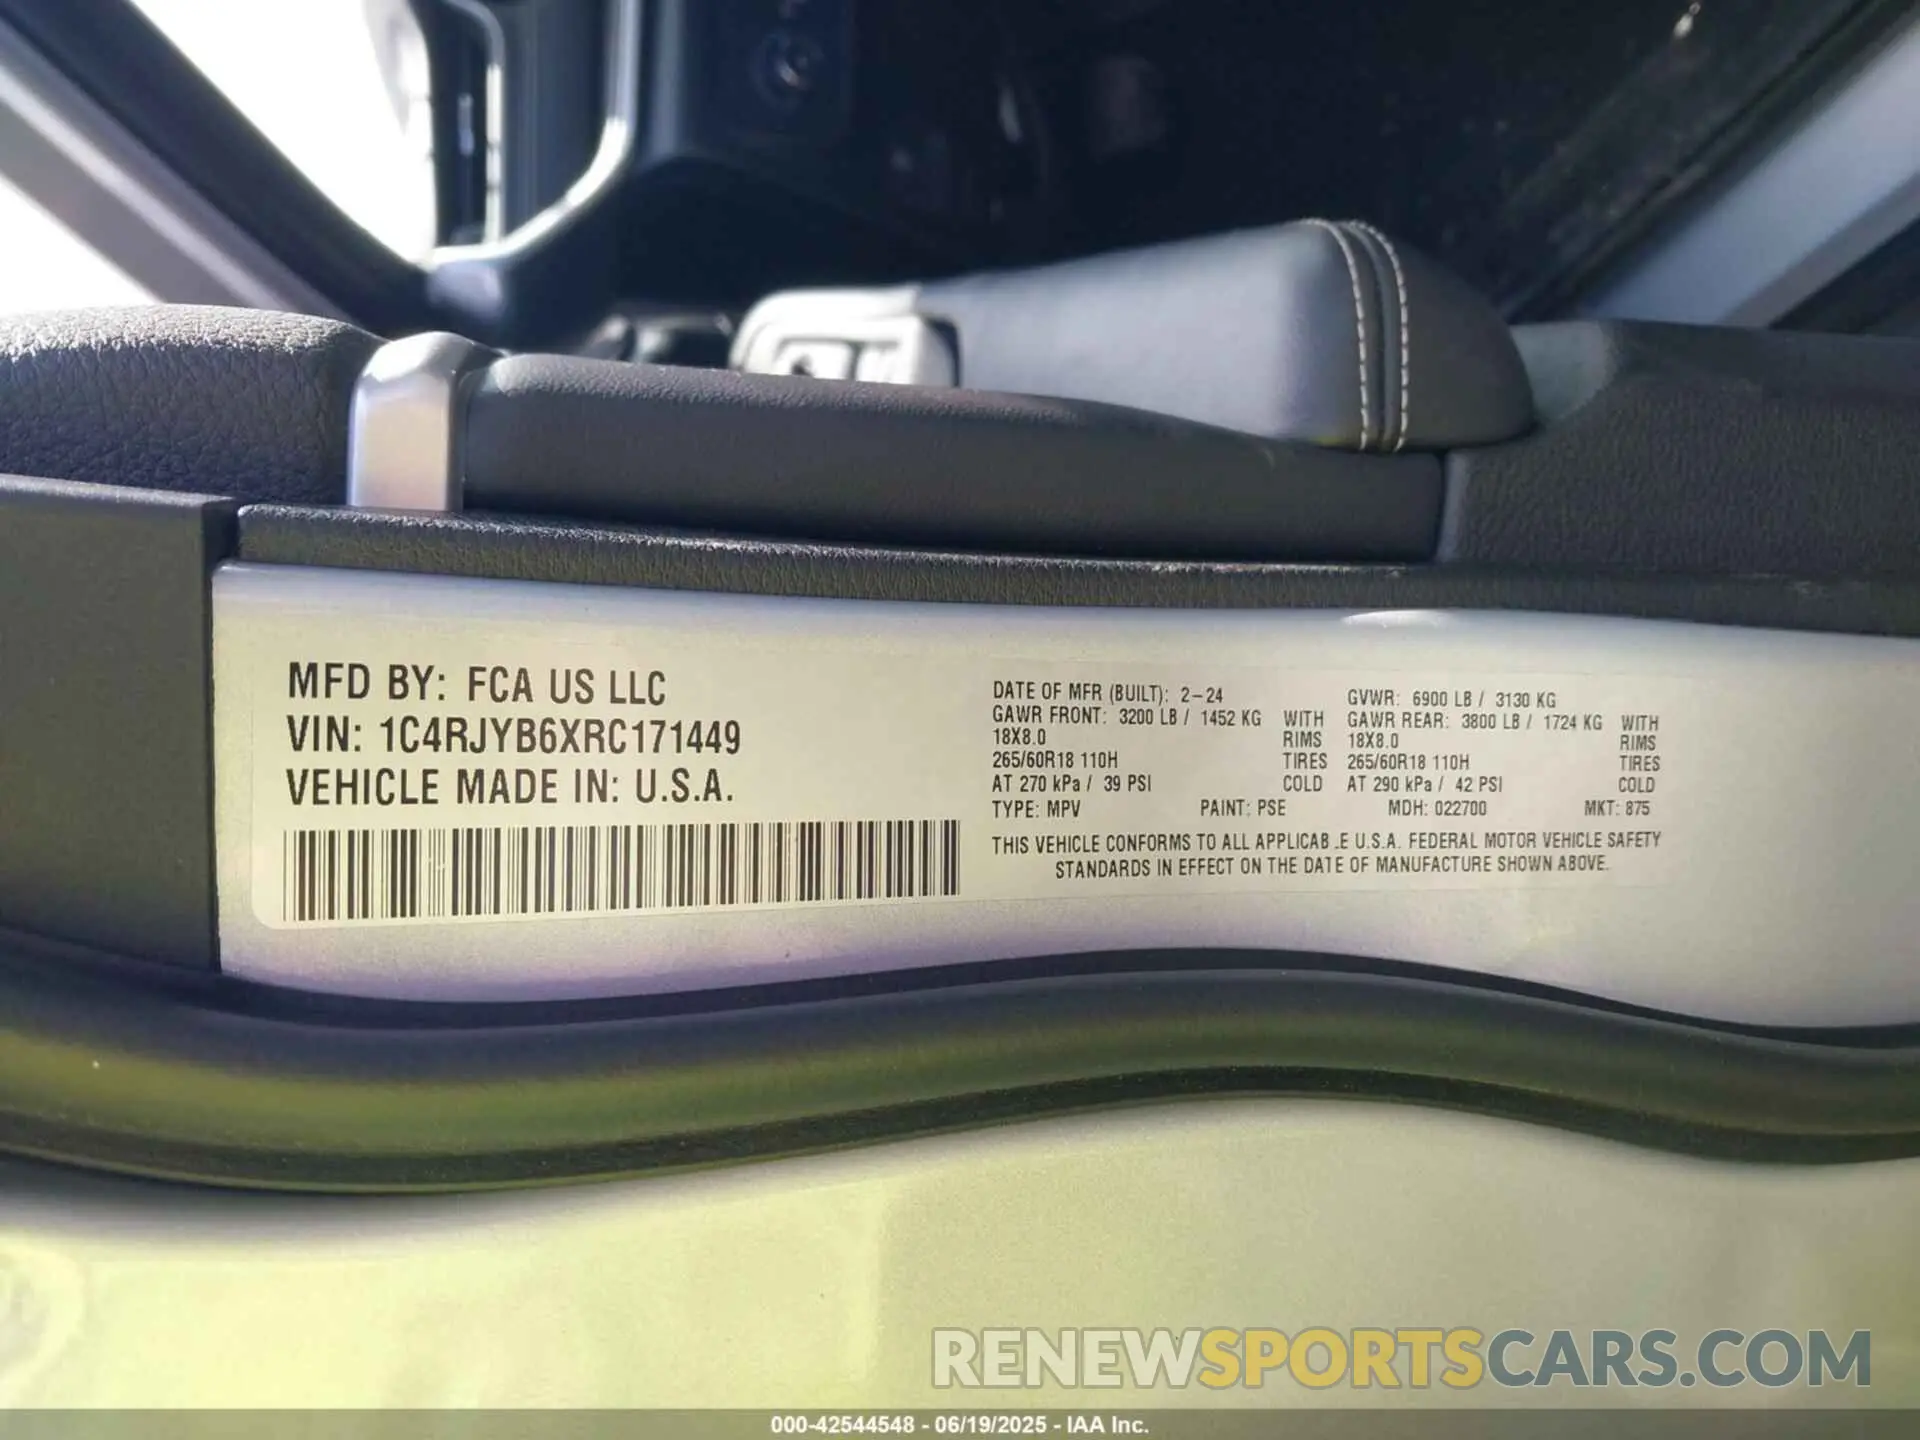 MFD BY: FCA US LLC
VIN: 1C4RJYB6XRC171449
VEHICLE MADE IN: U.S.A.
DATE OF MFR (BUILT): 2-24 GVWR: 6900 LB / 3130 KG
GAWR FRONT: 3200 LB / 1452 KG WITH GAWR REAR: 3800 LB / 1724 KG WITH
18X8.0 RIMS 18X8.0 RIMS
265/60R18 110H TIRES 265/60R18 110H TIRES
AT 270 kPa / 39 PSI COLD AT 290 kPa / 42 PSI COLD
TYPE: MPV PAINT: PSE MDH: 022700 MKT: 875
THIS VEHICLE CONFORMS TO ALL APPLICAB.E U.S.A. FEDERAL MOTOR VEHICLE SAFETY
STANDARDS IN EFFECT ON THE DATE OF MANUFACTURE SHOWN ABOVE.
RENEWSPORTSCARS.COM
000-42544548 - 06/19/2025 - IAA Inc.